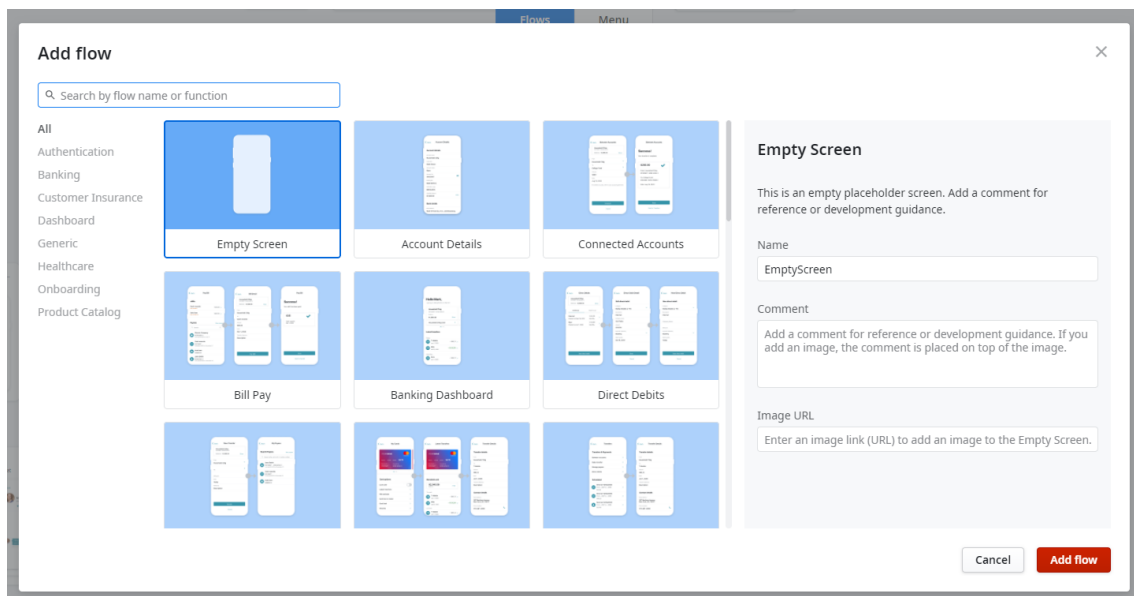 Flows Menu
Add flow
Search by flow name or function
All
Authentication
Banking
Customer Insurance
Dashboard
Generic
Healthcare
Onboarding
Product Catalog
Empty Screen
Account Details
Connected Accounts
Bill Pay
Banking Dashboard
Direct Debits
Empty Screen
This is an empty placeholder screen. Add a comment for
reference or development guidance.
Name
EmptyScreen
Comment
Add a comment for reference or development guidance. If you
add an image, the comment is placed on top of the image.
Image URL
Enter an image link (URL) to add an image to the Empty Screen.
Cancel
Add flow